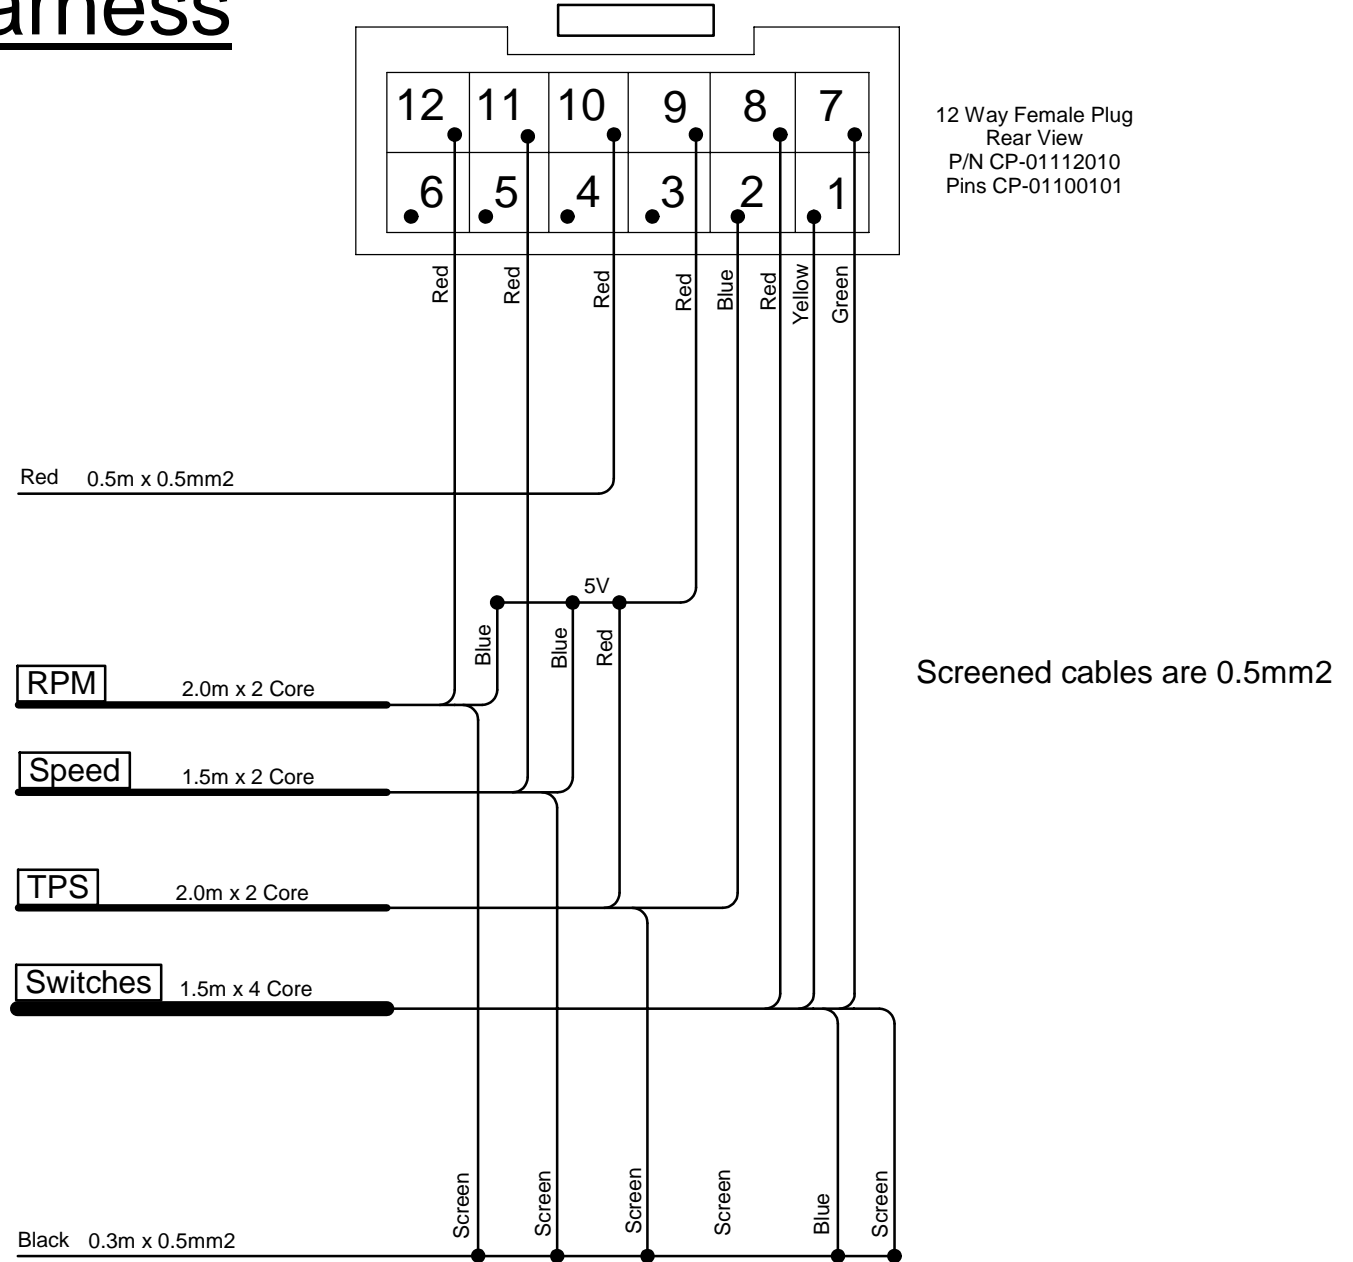 arness
12 11 10 9 8 7
6 5 4 3 2 1
12 Way Female Plug
Rear View
P/N CP-01112010
Pins CP-01100101
Red Red Red Red Blue Red Yellow Green
Red 0.5m x 0.5mm2
5V
Blue Blue Red
RPM 2.0m x 2 Core
Screened cables are 0.5mm2
Speed 1.5m x 2 Core
TPS 2.0m x 2 Core
Switches 1.5m x 4 Core
Screen Screen Screen Screen Blue Screen
Black 0.3m x 0.5mm2